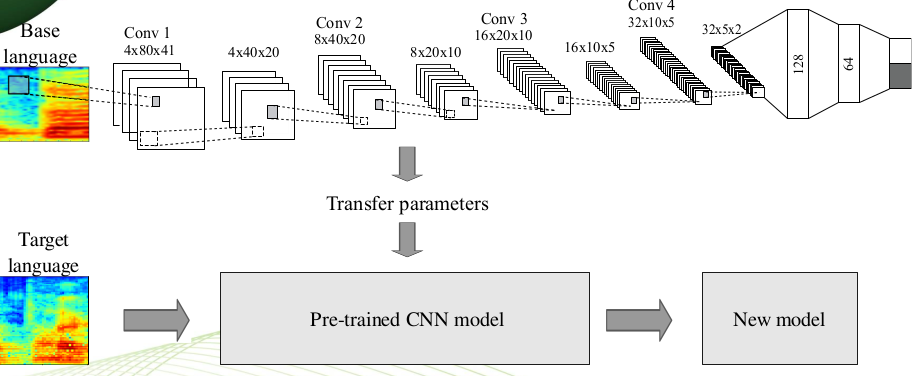 Base
language
Conv 1
4x80x41
4x40x20
Conv 2
8x40x20
8x20x10
Conv 3
16x20x10
16x10x5
Conv 4
32x10x5
32x5x2
128
64
Transfer parameters
Target
language
Pre-trained CNN model
New model